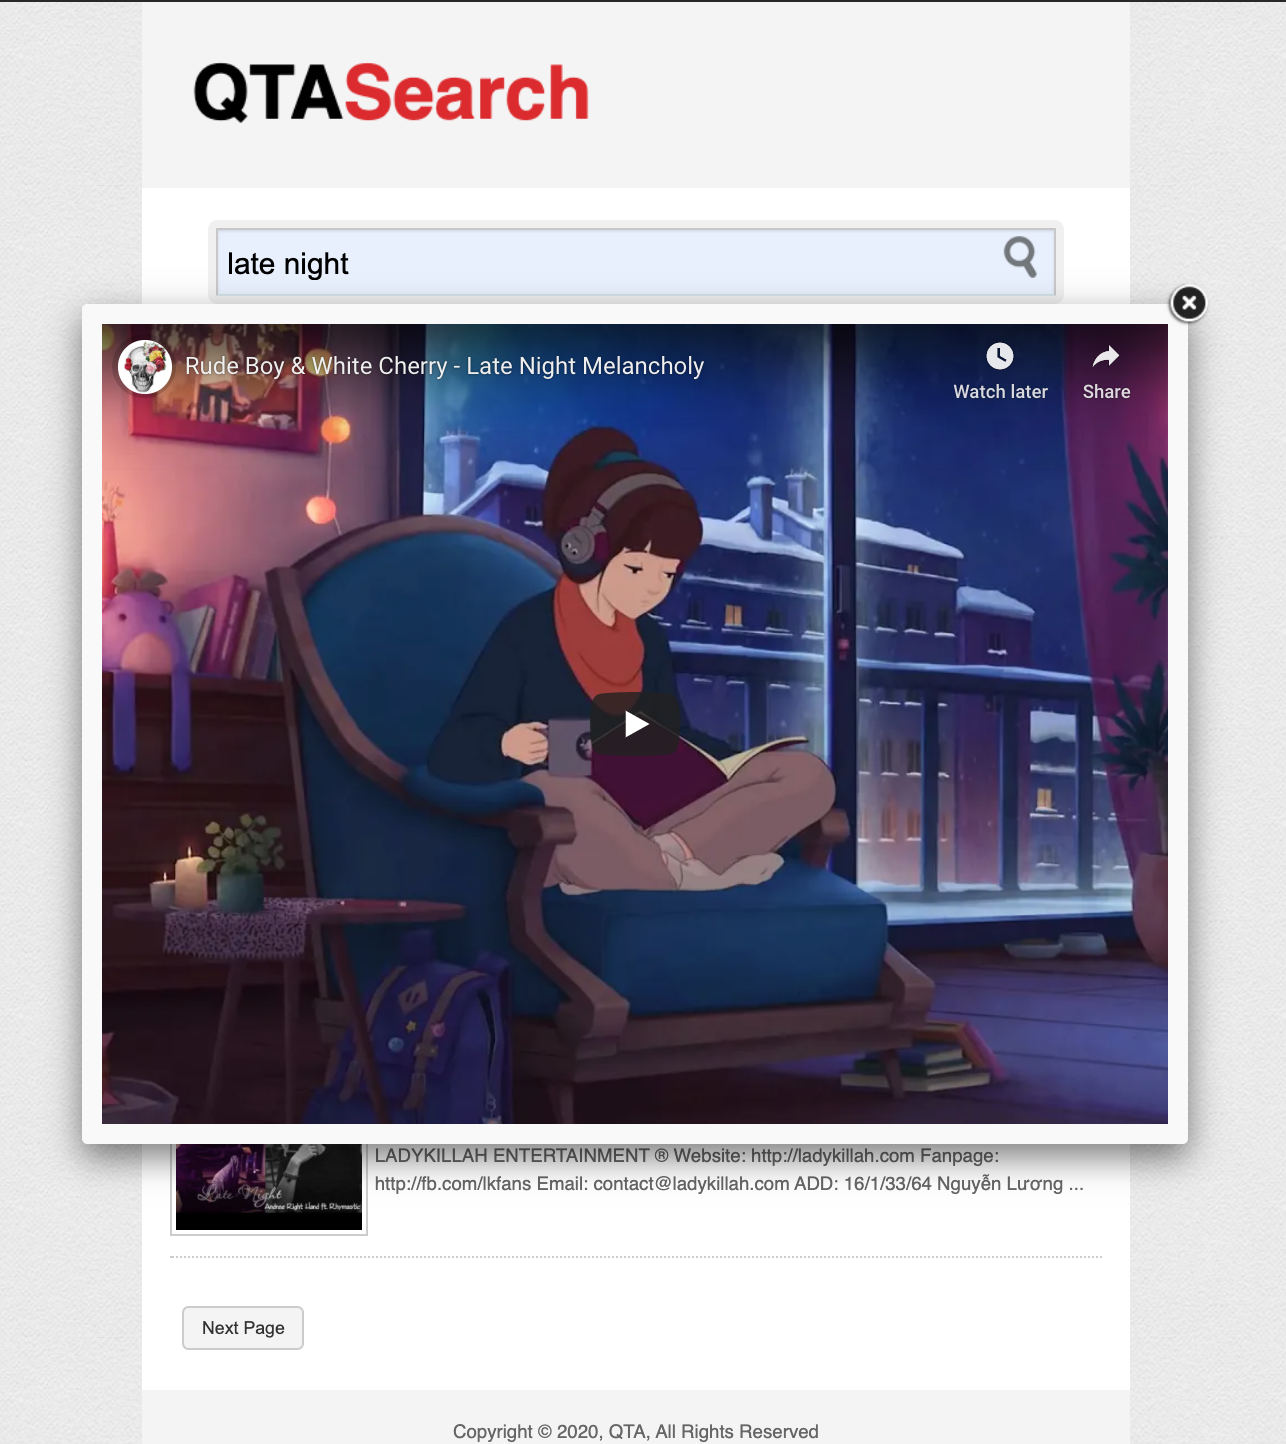 QTASearch
late night
Rude Boy & White Cherry - Late Night Melancholy
Watch later
Share
LADYKILLAH ENTERTAINMENT ® Website: http://ladykillah.com Fanpage:
http://fb.com/lkfans Email: contact@ladykillah.com ADD: 16/1/33/64 Nguyễn Lương ...
Late Night
Andree Right Hand ft. Rhymastic
Next Page
Copyright © 2020, QTA, All Rights Reserved